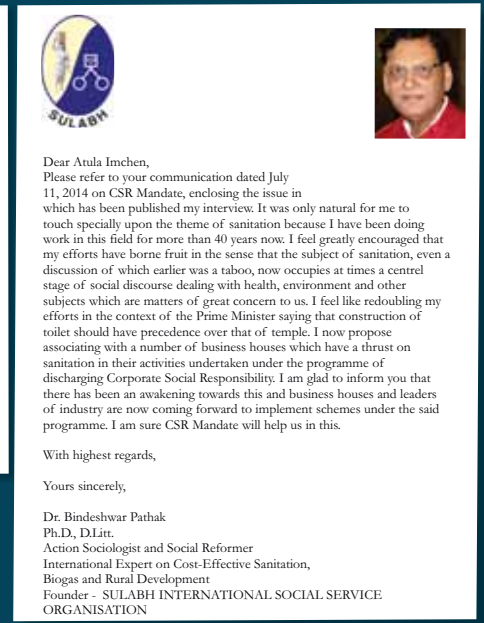 SULABH
Dear Atula Imchen,
Please refer to your communication dated July
11, 2014 on CSR Mandate, enclosing the issue in
which has been published my interview. It was only natural for me to
touch specially upon the theme of sanitation because I have been doing
work in this field for more than 40 years now. I feel greatly encouraged that
my efforts have borne fruit in the sense that the subject of sanitation, even a
discussion of which earlier was a taboo, now occupies at times a centrel
stage of social discourse dealing with health, environment and other
subjects which are matters of great concern to us. I feel like redoubling my
efforts in the context of the Prime Minister saying that construction of
toilet should have precedence over that of temple. I now propose
associating with a number of business houses which have a thrust on
sanitation in their activities undertaken under the programme of
discharging Corporate Social Responsibility. I am glad to inform you that
there has been an awakening towards this and business houses and leaders
of industry are now coming forward to implement schemes under the said
programme. I am sure CSR Mandate will help us in this.
With highest regards,
Yours sincerely,
Dr. Bindeshwar Pathak
Ph.D., D.Litt.
Action Sociologist and Social Reformer
International Expert on Cost-Effective Sanitation,
Biogas and Rural Development
Founder - SULABH INTERNATIONAL SOCIAL SERVICE
ORGANISATION